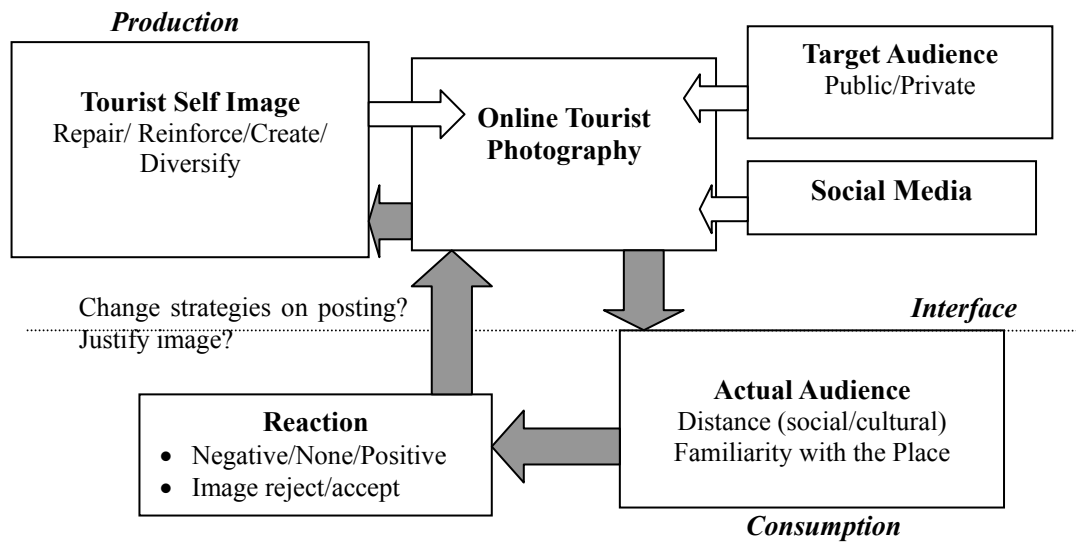 Production
Tourist Self Image
Repair/ Reinforce/Create/
Diversify
Online Tourist
Photography
Target Audience
Public/Private
Social Media
Change strategies on posting?
Justify image?
Interface
Reaction
• Negative/None/Positive
• Image reject/accept
Actual Audience
Distance (social/cultural)
Familiarity with the Place
Consumption